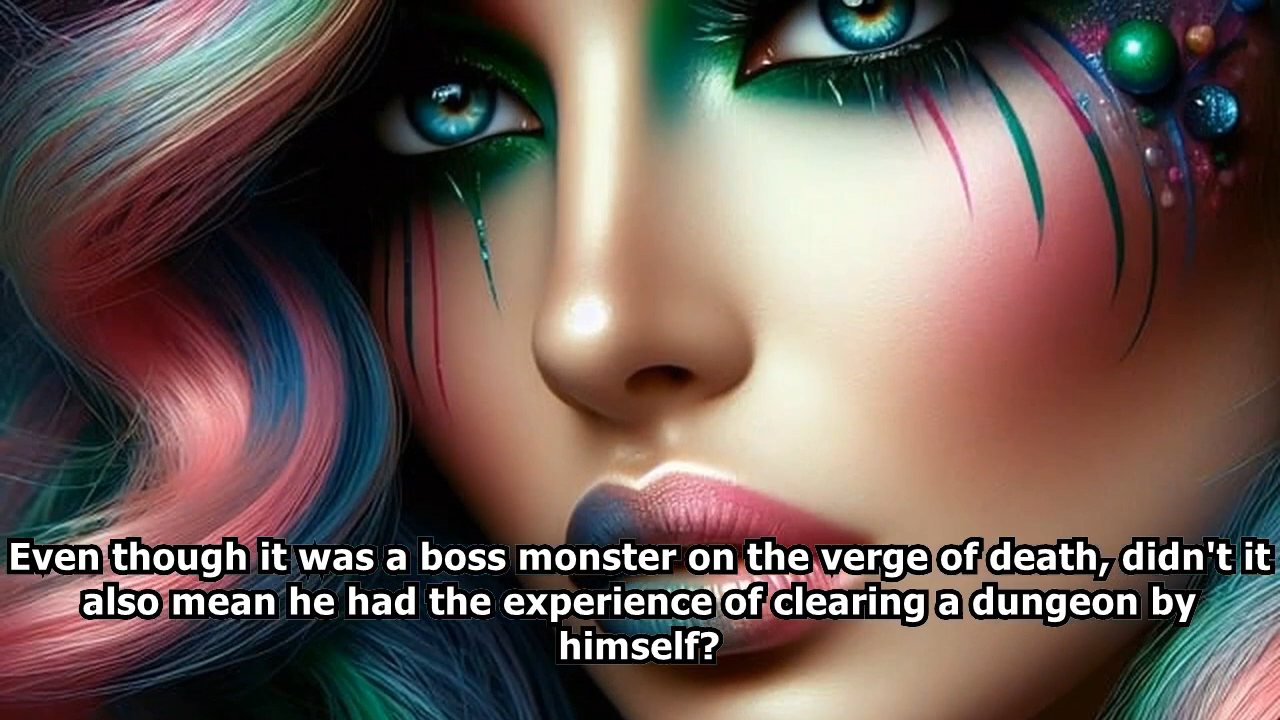 Even though it was a boss monster on the verge of death, didn't it
also mean he had the experience of clearing a dungeon by
himself?